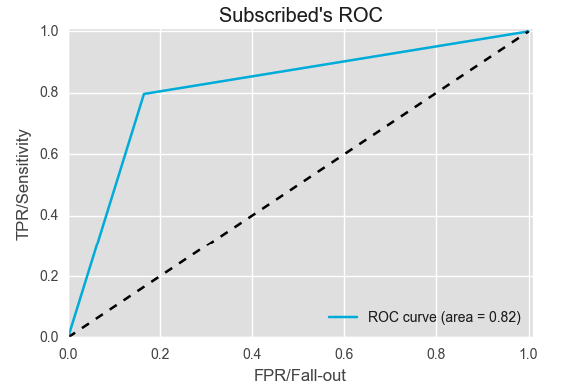 Subscribed's ROC
1.0
0.8
0.6
0.4
0.2
0.0
TPR/Sensitivity
ROC curve (area = 0.82)
0.0 0.2 0.4 0.6 0.8 1.0
FPR/Fall-out